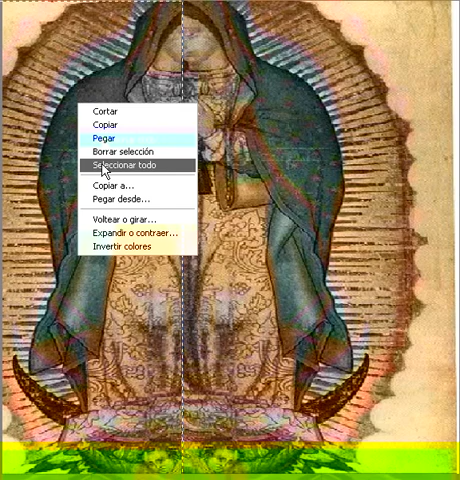 Cortar
Copiar
Pegar
Borrar selección
Seleccionar todo
Copiar a...
Pegar desde...
Voltear o girar...
Expandir o contraer...
Invertir colores